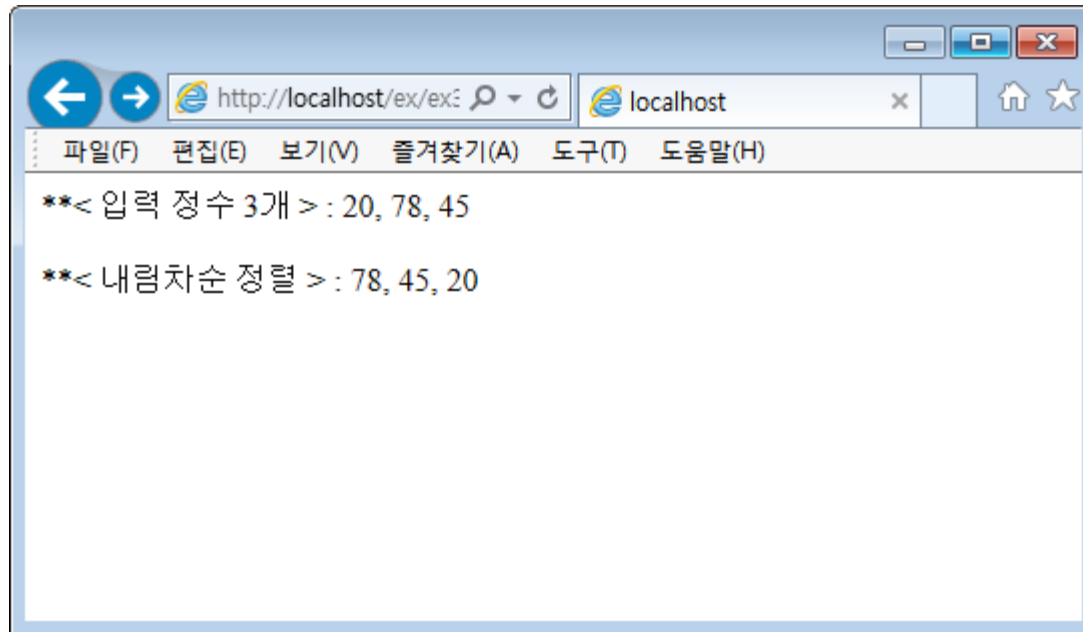 http://localhost/ex/ex3
localhost
파일(F) 편집(E) 보기(V) 즐겨찾기(A) 도구(T) 도움말(H)
**< 입력 정수 3개 > : 20, 78, 45
**< 내림차순 정렬 > : 78, 45, 20